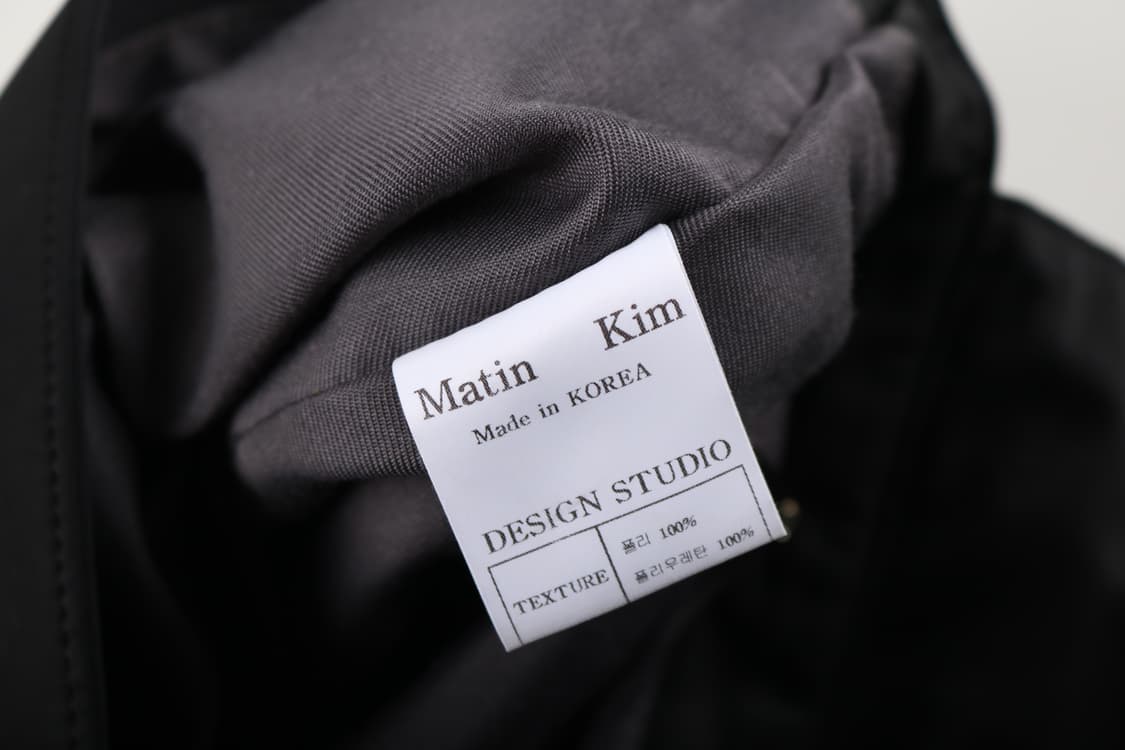 Matin Kim
Made in KOREA
DESIGN STUDIO
TEXTURE
폴리 100%
폴리우레탄 100%